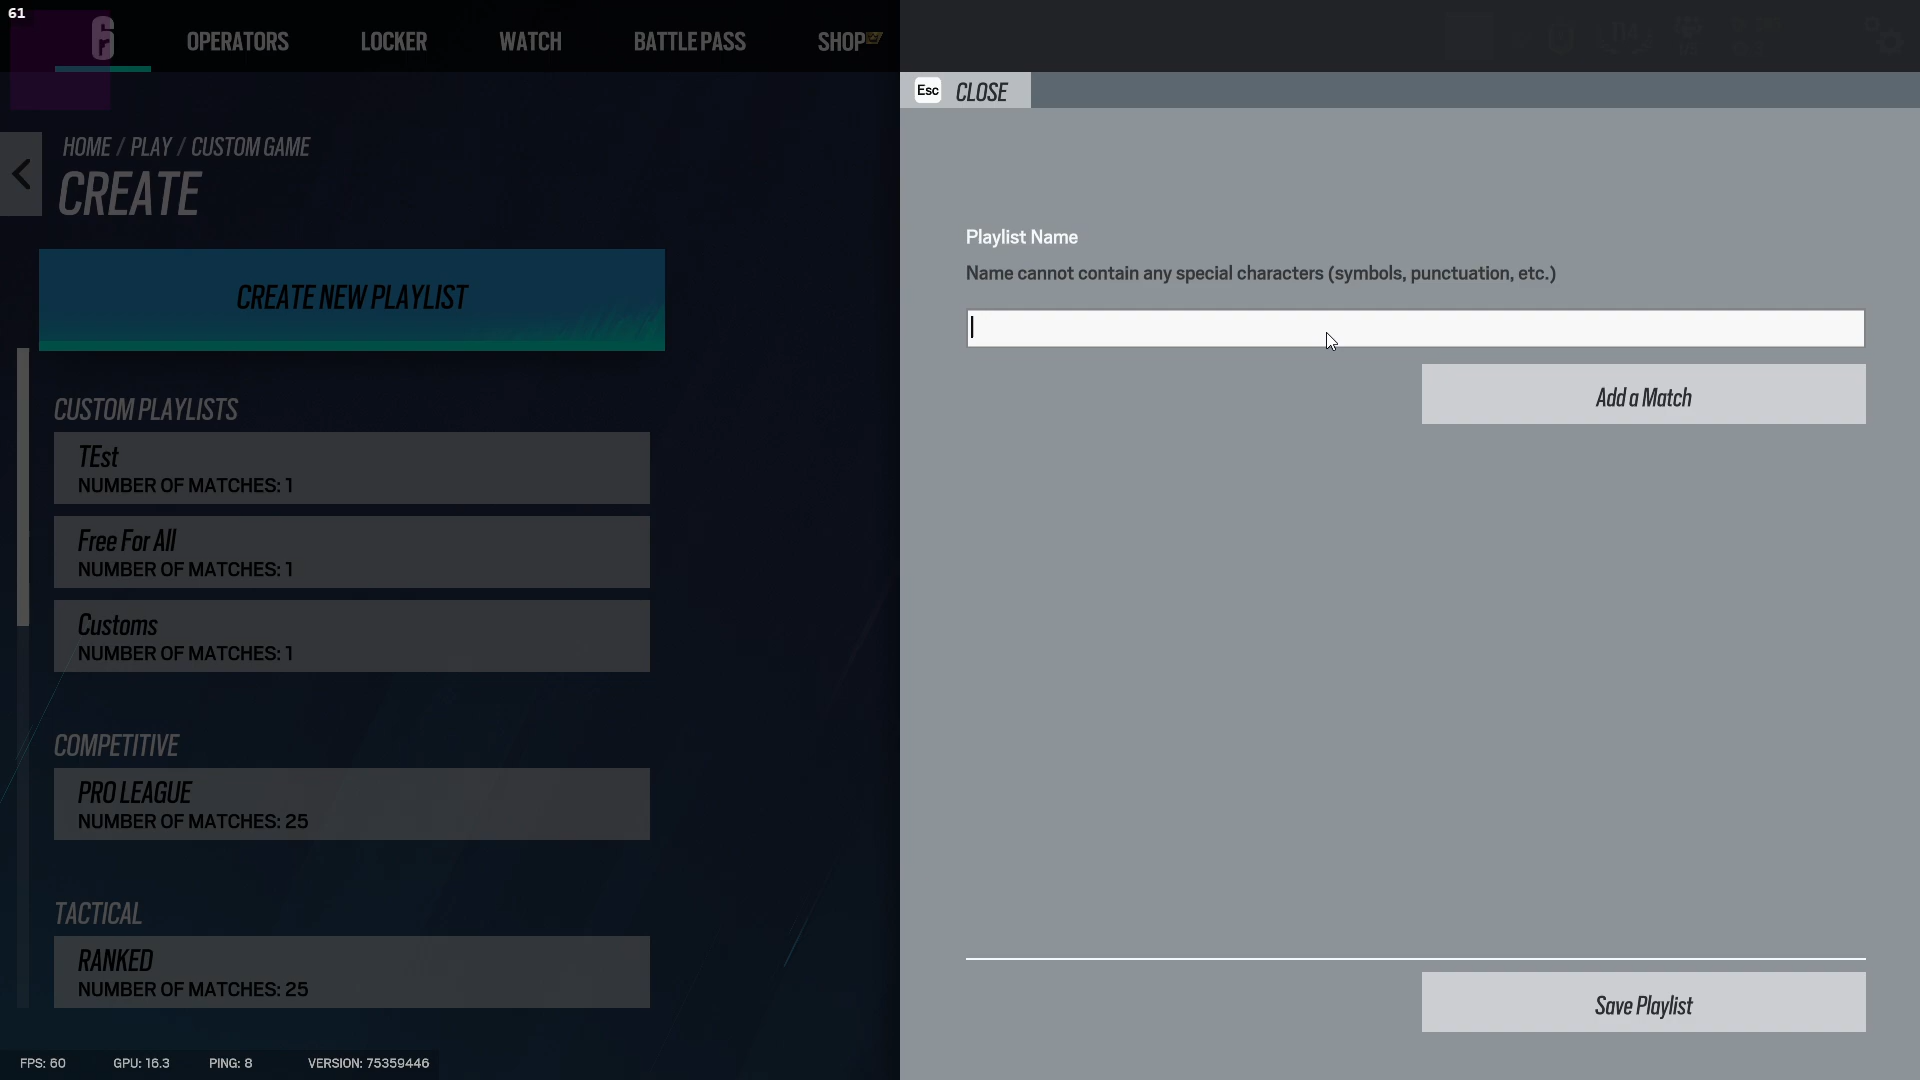 61
6
OPERATORS
LOCKER
WATCH
BATTLE PASS
SHOP
114
Esc CLOSE
HOME / PLAY / CUSTOM GAME
CREATE
CREATE NEW PLAYLIST
CUSTOM PLAYLISTS
TEst
NUMBER OF MATCHES: 1
Free For All
NUMBER OF MATCHES: 1
Customs
NUMBER OF MATCHES: 1
COMPETITIVE
PRO LEAGUE
NUMBER OF MATCHES: 25
TACTICAL
RANKED
NUMBER OF MATCHES: 25
Playlist Name
Name cannot contain any special characters (symbols, punctuation, etc.)
Add a Match
Save Playlist
FPS: 60 GPU: 16.3 PING: 8 VERSION: 75359446